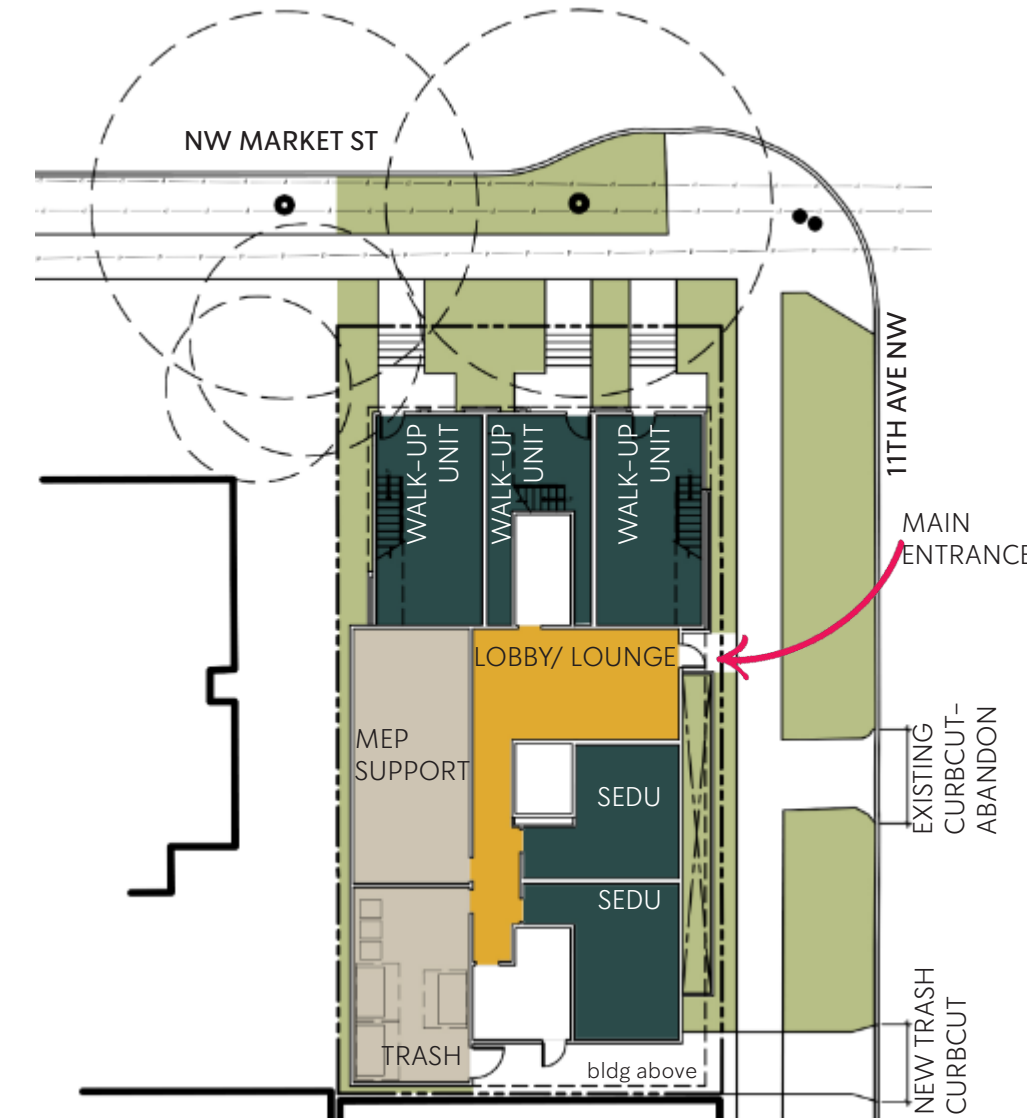 NW MARKET ST
11TH AVE NW
WALK-UP
UNIT
WALK-UP
UNIT
WALK-UP
UNIT
MAIN
ENTRANCE
LOBBY/ LOUNGE
MEP
SUPPORT
SEDU
EXISTING
CURBCUT-
ABANDON
SEDU
NEW TRASH
CURBCUT
TRASH
bldg above